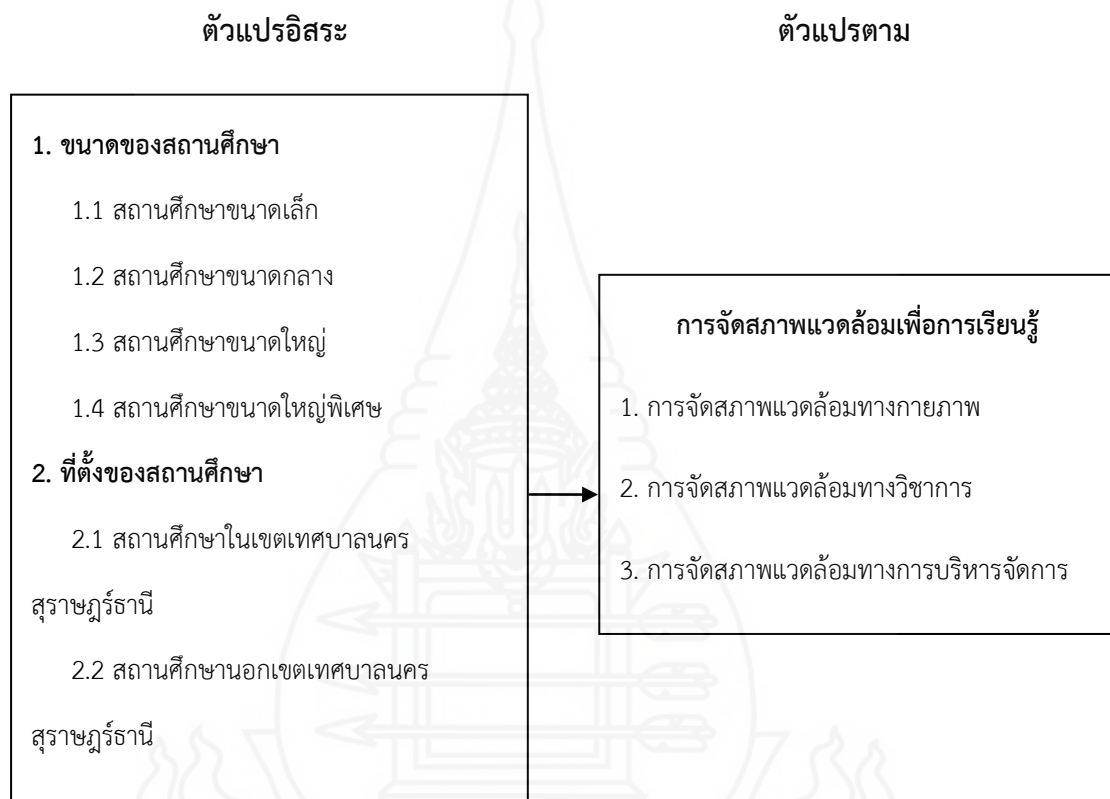 ตัวแปรอิสระ
ตัวแปรตาม
1. ขนาดของสถานศึกษา
1.1 สถานศึกษาขนาดเล็ก
1.2 สถานศึกษาขนาดกลาง
1.3 สถานศึกษาขนาดใหญ่
1.4 สถานศึกษาขนาดใหญ่พิเศษ
2. ที่ตั้งของสถานศึกษา
2.1 สถานศึกษาในเขตเทศบาลนคร
สุราษฎร์ธานี
2.2 สถานศึกษานอกเขตเทศบาลนคร
สุราษฎร์ธานี
การจัดสภาพแวดล้อมเพื่อการเรียนรู้
1. การจัดสภาพแวดล้อมทางกายภาพ
2. การจัดสภาพแวดล้อมทางวิชาการ
3. การจัดสภาพแวดล้อมทางการบริหารจัดการ